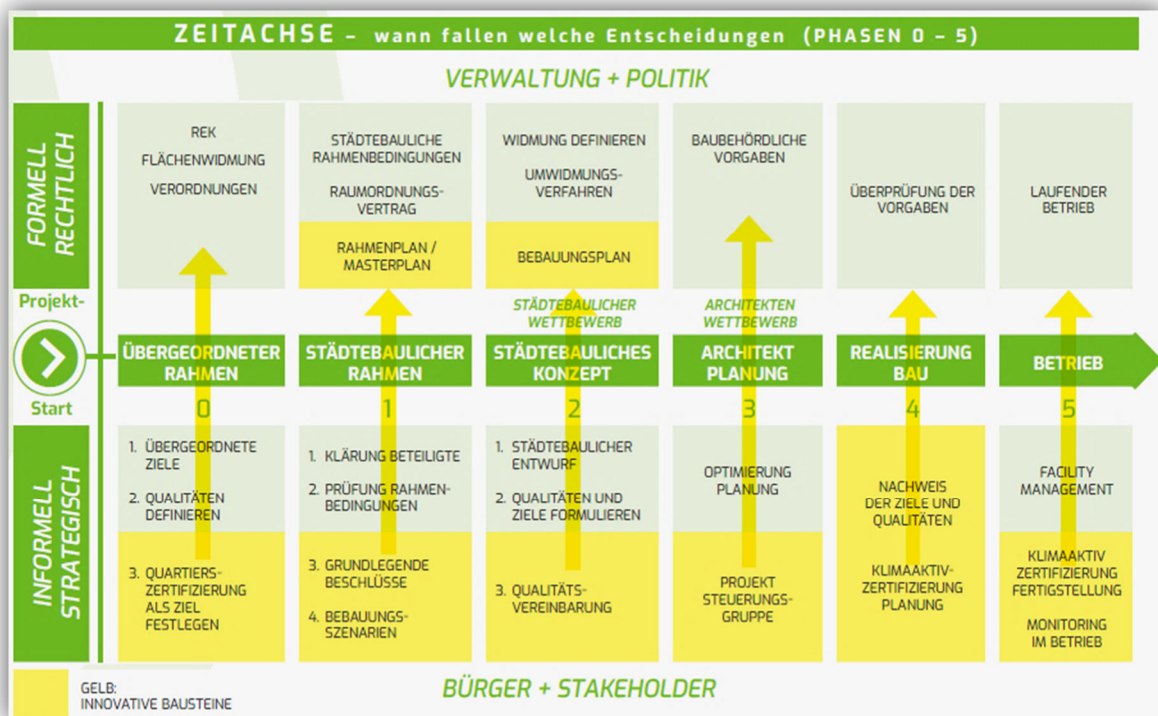 ZEITACHSE – wann fallen welche Entscheidungen (PHASEN 0 – 5)
VERWALTUNG + POLITIK
FORMELL
RECHTLICH
REK
FLÄCHENWIDMUNG
VERORDNUNGEN
STÄDTEBAULICHE
RAHMENBEDINGUNGEN
RAUMORDNUNGS-
VERTRAG
RAHMENPLAN /
MASTERPLAN
WIDMUNG DEFINIEREN
UMWIDMUNGS-
VERFAHREN
BEBAUUNGSPLAN
BAUBEHÖRDLICHE
VORGABEN
ÜBERPRÜFUNG DER
VORGABEN
LAUFENDER
BETRIEB
STÄDTEBAULICHER
WETTBEWERB
ARCHITEKTEN
WETTBEWERB
Projekt-
Start
ÜBERGEORDNETER
RAHMEN
0
STÄDTEBAULICHER
RAHMEN
1
STÄDTEBAULICHES
KONZEPT
2
ARCHITEKT
PLANUNG
3
REALISIERUNG
BAU
4
BETRIEB
5
INFORMELL
STRATEGISCH
1. ÜBERGEORDNETE
ZIELE
2. QUALITÄTEN
DEFINIEREN
3. QUARTIERS-
ZERTIFIZIERUNG
ALS ZIEL
FESTLEGEN
1. KLÄRUNG BETEILIGTE
2. PRÜFUNG RAHMEN-
BEDINGUNGEN
3. GRUNDLEGENDE
BESCHLÜSSE
4. BEBAUUNGS-
SZENARIEN
1. STÄDTEBAULICHER
ENTWURF
2. QUALITÄTEN UND
ZIELE FORMULIEREN
3. QUALITÄTS-
VEREINBARUNG
OPTIMIERUNG
PLANUNG
PROJEKT
STEUERUNGS-
GRUPPE
NACHWEIS
DER ZIELE UND
QUALITÄTEN
KLIMAAKTIV-
ZERTIFIZIERUNG
PLANUNG
FACILITY
MANAGEMENT
KLIMAAKTIV
ZERTIFIZIERUNG
FERTIGSTELLUNG
MONITORING
IM BETRIEB
GELB:
INNOVATIVE BAUSTEINE
BÜRGER + STAKEHOLDER